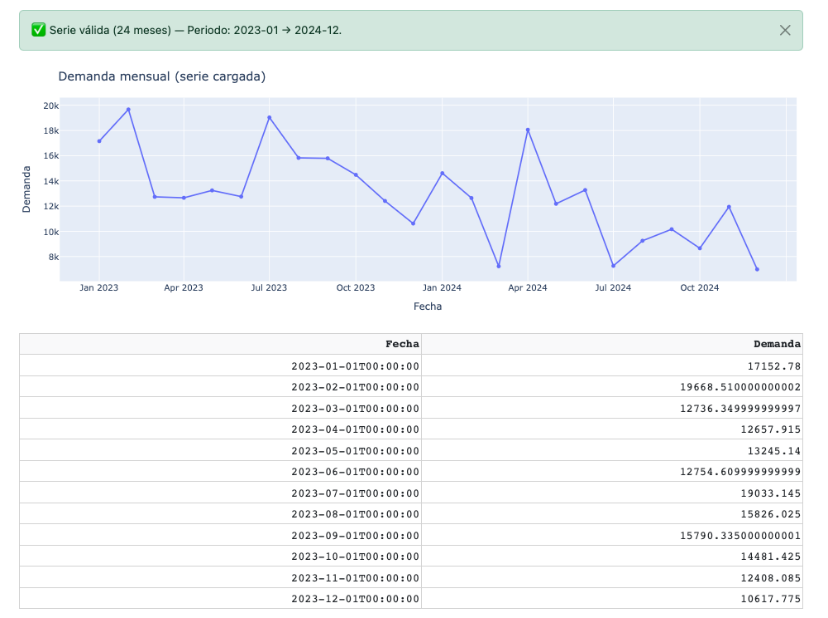 ✅ Serie válida (24 meses) — Periodo: 2023-01 → 2024-12.
Demanda mensual (serie cargada)
20k
18k
16k
14k
12k
10k
8k
Demanda
Jan 2023 Apr 2023 Jul 2023 Oct 2023 Jan 2024 Apr 2024 Jul 2024 Oct 2024
Fecha
Fecha Demanda
2023-01-01T00:00:00 17152.78
2023-02-01T00:00:00 19668.510000000002
2023-03-01T00:00:00 12736.349999999997
2023-04-01T00:00:00 12657.915
2023-05-01T00:00:00 13245.14
2023-06-01T00:00:00 12754.609999999999
2023-07-01T00:00:00 19033.145
2023-08-01T00:00:00 15826.025
2023-09-01T00:00:00 15790.335000000001
2023-10-01T00:00:00 14481.425
2023-11-01T00:00:00 12408.085
2023-12-01T00:00:00 10617.775